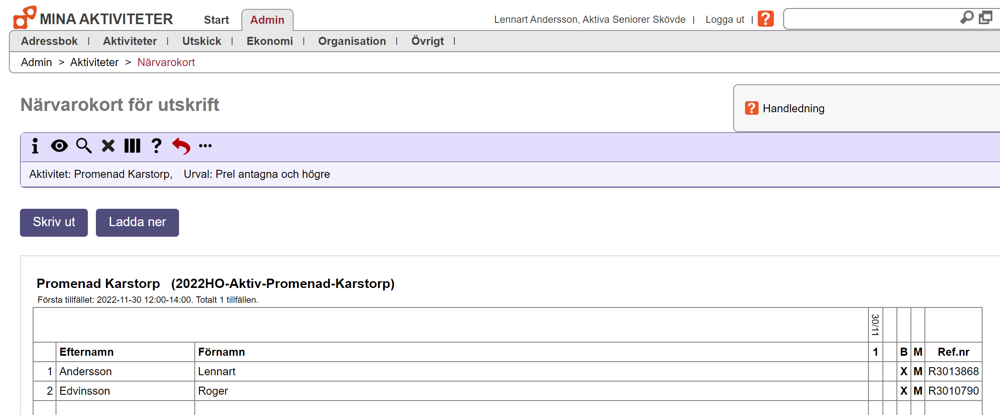 MINA AKTIVITETER Start Admin Lennart Andersson, Aktiva Seniorer Skövde | Logga ut | ?
Adressbok | Aktiviteter | Utskick | Ekonomi | Organisation | Övrigt |
Admin > Aktiviteter > Närvarokort
Närvarokort för utskrift
? Handledning
Aktivitet: Promenad Karstorp, Urval: Prel antagna och högre
Skriv ut Ladda ner
Promenad Karstorp (2022HO-Aktiv-Promenad-Karstorp)
Första tillfället: 2022-11-30 12:00-14:00. Totalt 1 tillfällen.
30/11
Efternamn Förnamn 1 B M Ref.nr
1 Andersson Lennart X M R3013868
2 Edvinsson Roger X M R3010790